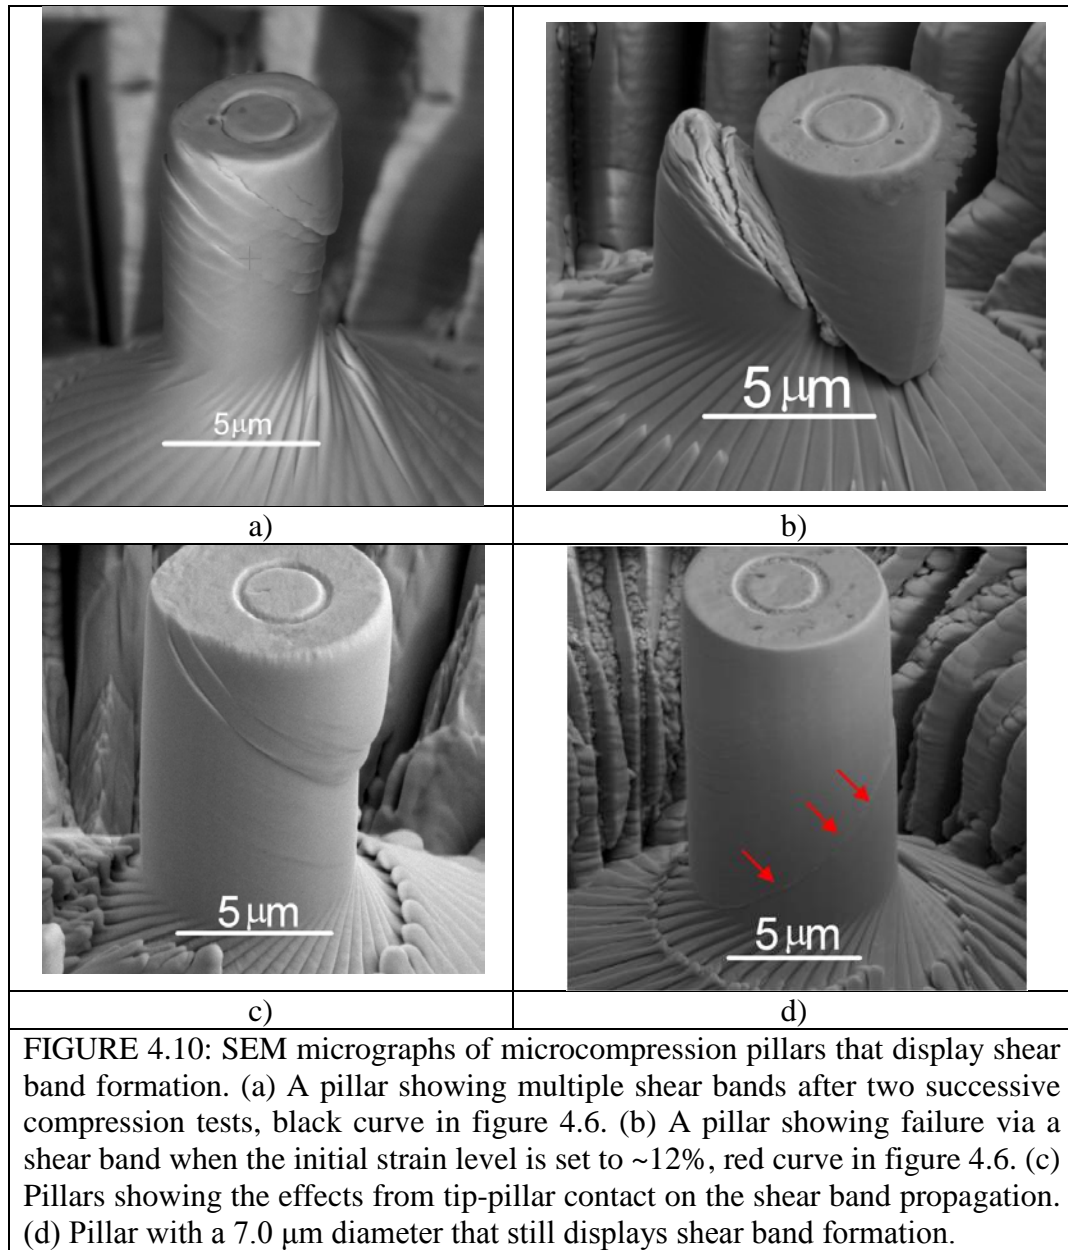 5μm
5 μm
a)
b)
5 μm
5 μm
c)
d)
FIGURE 4.10: SEM micrographs of microcompression pillars that display shear
band formation. (a) A pillar showing multiple shear bands after two successive
compression tests, black curve in figure 4.6. (b) A pillar showing failure via a
shear band when the initial strain level is set to ~12%, red curve in figure 4.6. (c)
Pillars showing the effects from tip-pillar contact on the shear band propagation.
(d) Pillar with a 7.0 μm diameter that still displays shear band formation.